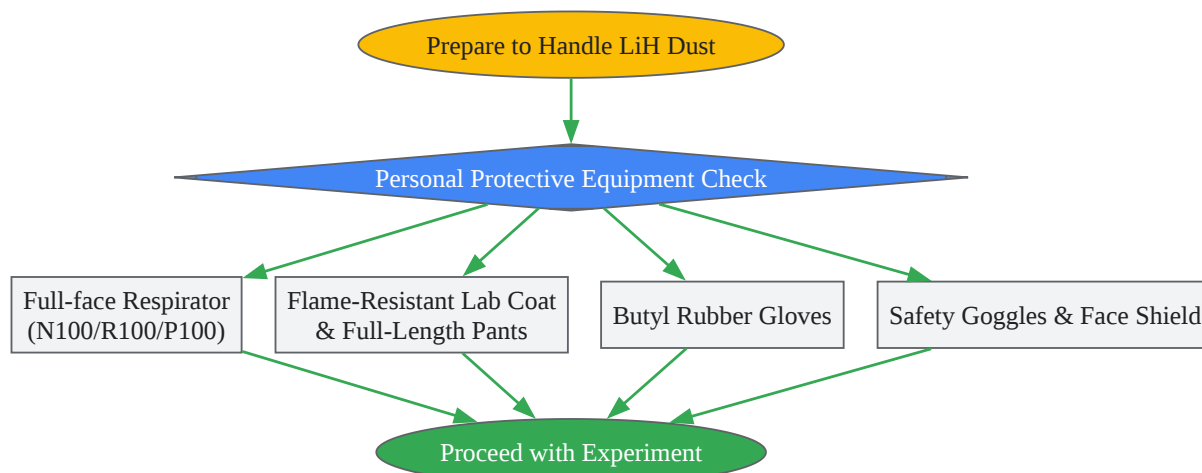 Prepare to Handle LiH Dust
Personal Protective Equipment Check
Full-face Respirator
(N100/R100/P100)
Flame-Resistant Lab Coat
& Full-Length Pants
Butyl Rubber Gloves
Safety Goggles & Face Shield
Proceed with Experiment